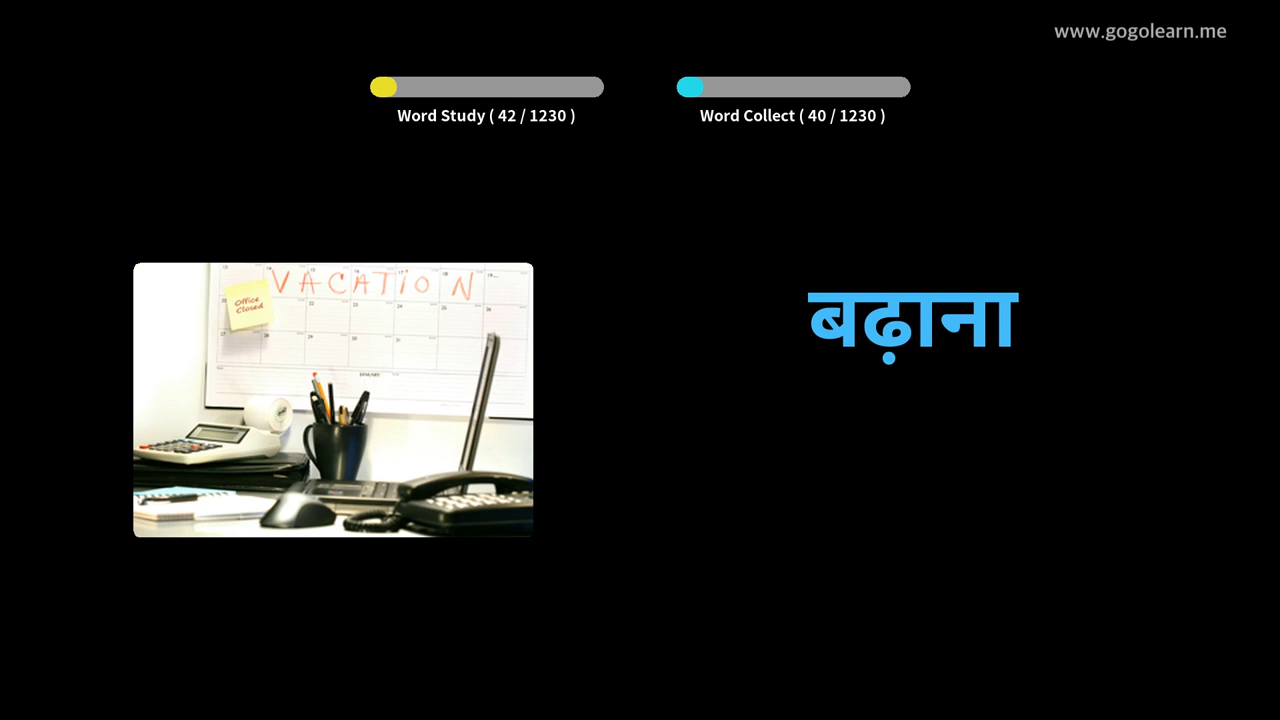 www.gogolearn.me
Word Study ( 42 / 1230 )
Word Collect ( 40 / 1230 )
VACATION
Office
Closed
बढ़ाना